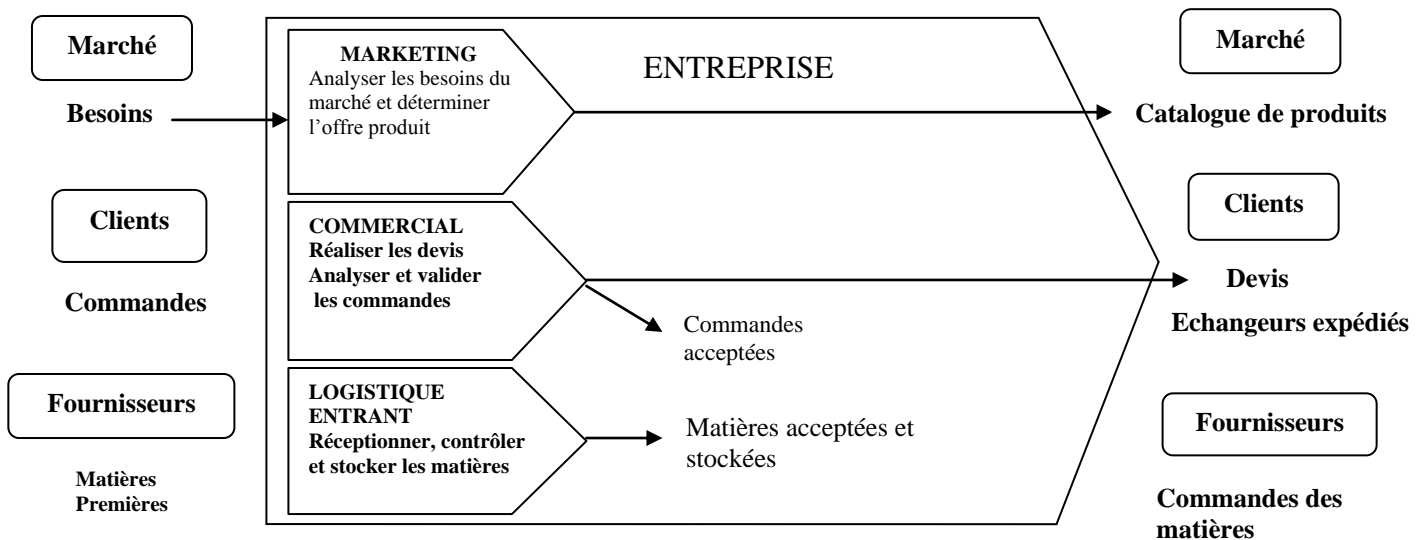 Marché
Besoins
Clients
Commandes
Fournisseurs
Matières
Premières
MARKETING
Analyser les besoins du
marché et déterminer
l’offre produit
COMMERCIAL
Réaliser les devis
Analyser et valider
les commandes
LOGISTIQUE
ENTRANT
Réceptionner, contrôler
et stocker les matières
ENTREPRISE
Commandes
acceptées
Matières acceptées et
stockées
Marché
Catalogue de produits
Clients
Devis
Echangeurs expédiés
Fournisseurs
Commandes des
matières